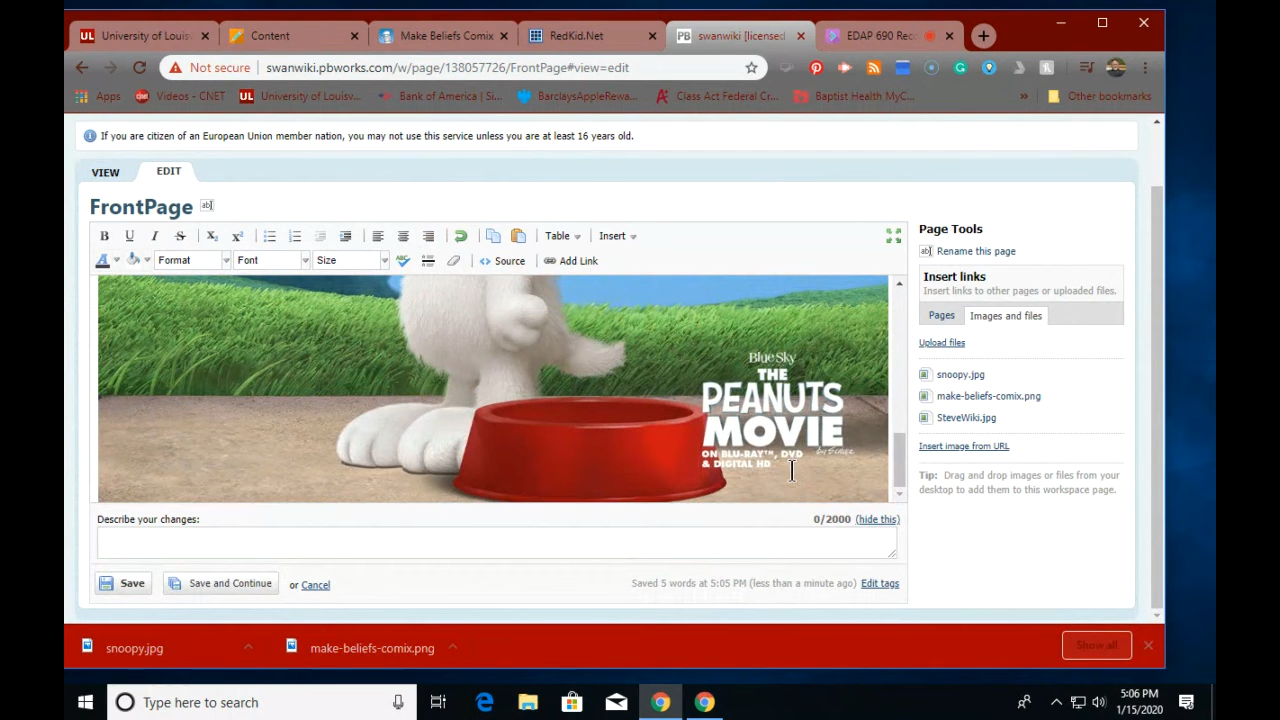 UL University of Louisv
Content
Make Beliefs Comix
RedKid.Net
PB swanwiki [licensed
EDAP 690 Reco
Not secure swanwiki.pbworks.com/w/page/138057726/FrontPage#view=edit
Apps Videos - CNET UL University of Louisv... Bank of America | Si... BarclaysAppleRewa... Class Act Federal Cr... Baptist Health MyC... » Other bookmarks
If you are citizen of an European Union member nation, you may not use this service unless you are at least 16 years old.
VIEW EDIT
FrontPage
B U I S X₂ X² Table Insert
A Format Font Size Source Add Link
Blue Sky
THE
PEANUTS
MOVIE
ON BLU-RAY™, DVD
& DIGITAL HD
by Schulz
Describe your changes: 0/2000 (hide this)
Save Save and Continue or Cancel Saved 5 words at 5:05 PM (less than a minute ago) Edit tags
Page Tools
Rename this page
Insert links
Insert links to other pages or uploaded files.
Pages Images and files
Upload files
snoopy.jpg
make-beliefs-comix.png
SteveWiki.jpg
Insert image from URL
Tip: Drag and drop images or files from your
desktop to add them to this workspace page.
snoopy.jpg make-beliefs-comix.png Show all
Type here to search
5:06 PM
1/15/2020